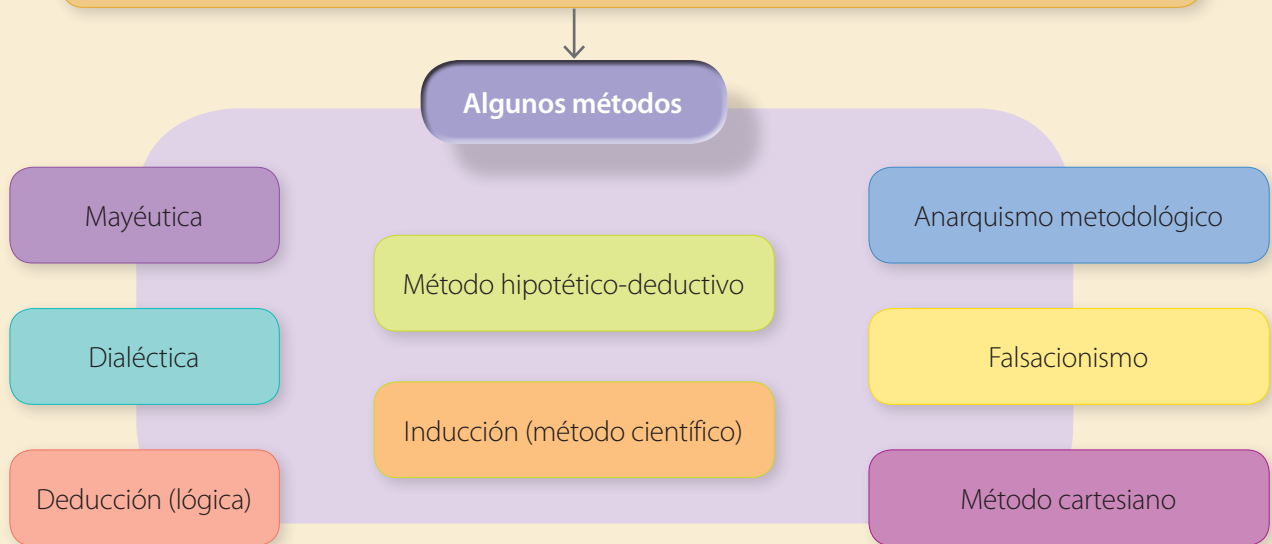 Algunos métodos
Mayéutica
Anarquismo metodológico
Método hipotético-deductivo
Dialéctica
Falsacionismo
Inducción (método científico)
Deducción (lógica)
Método cartesiano